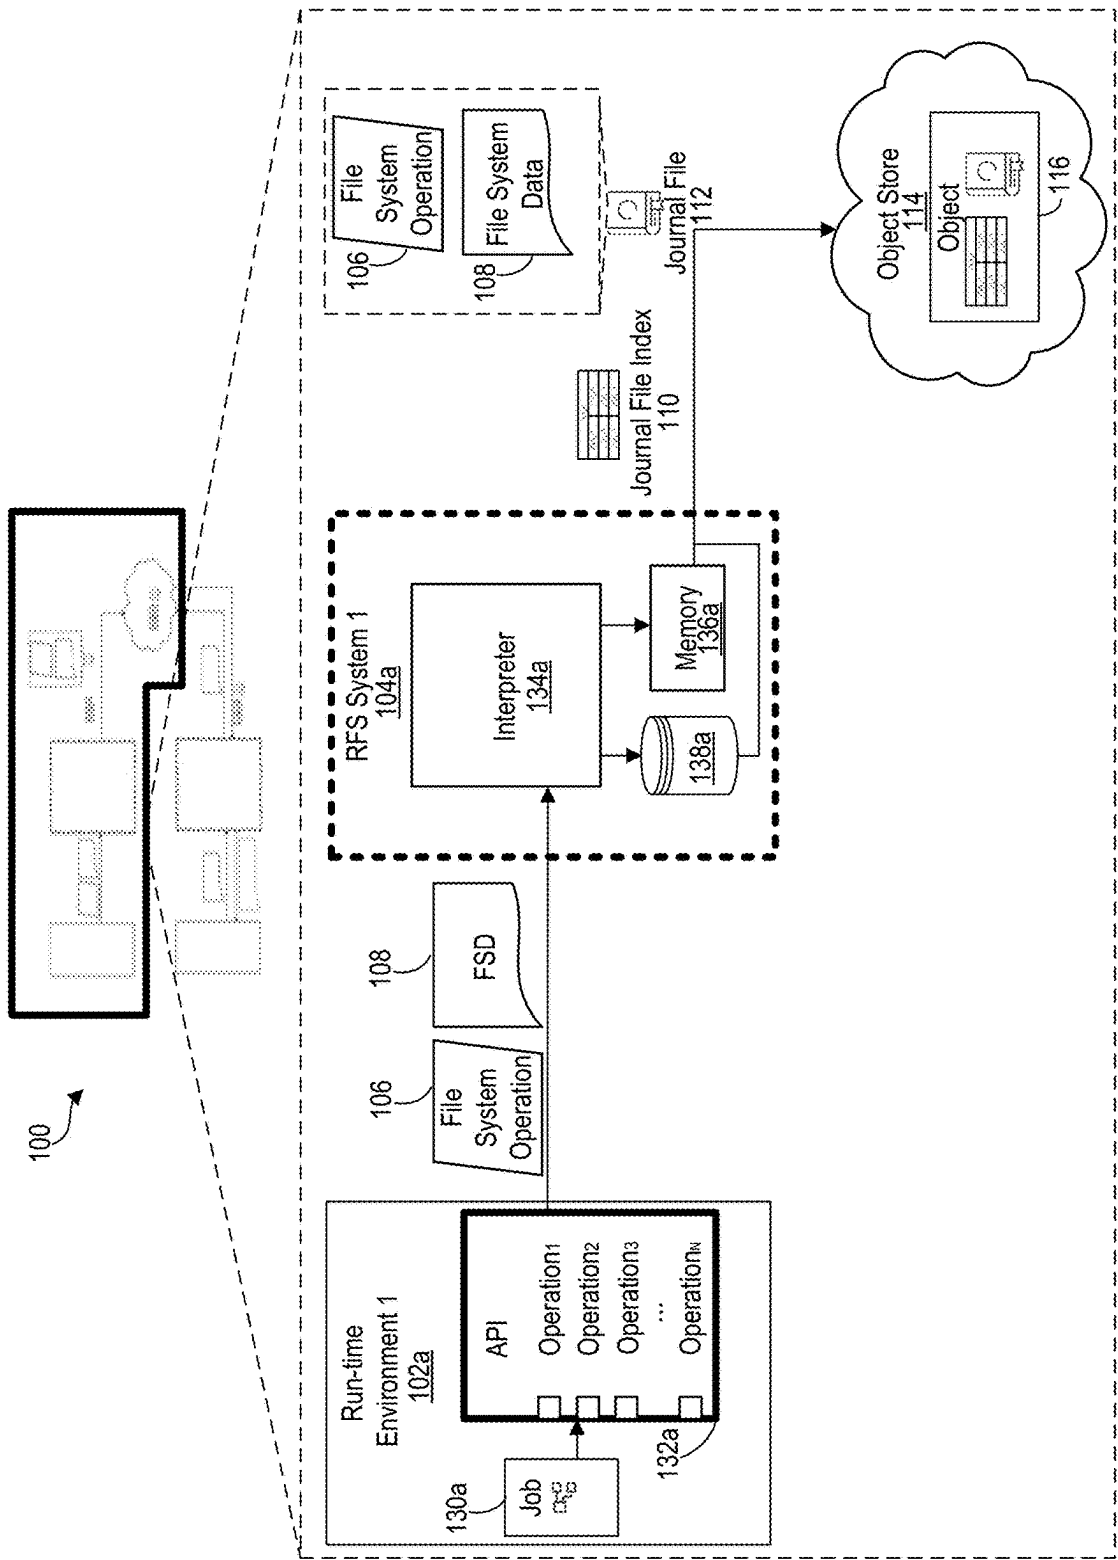 100
Run-time
Environment 1
102a
130a
Job
API
Operation1
Operation2
Operation3
...
OperationN
132a
106
File
System
Operation
108
FSD
RFS System 1
104a
Interpreter
134a
138a
Memory
136a
Journal File Index
110
106
File
System
Operation
108
File System
Data
Journal File
112
Object Store
114
Object
116